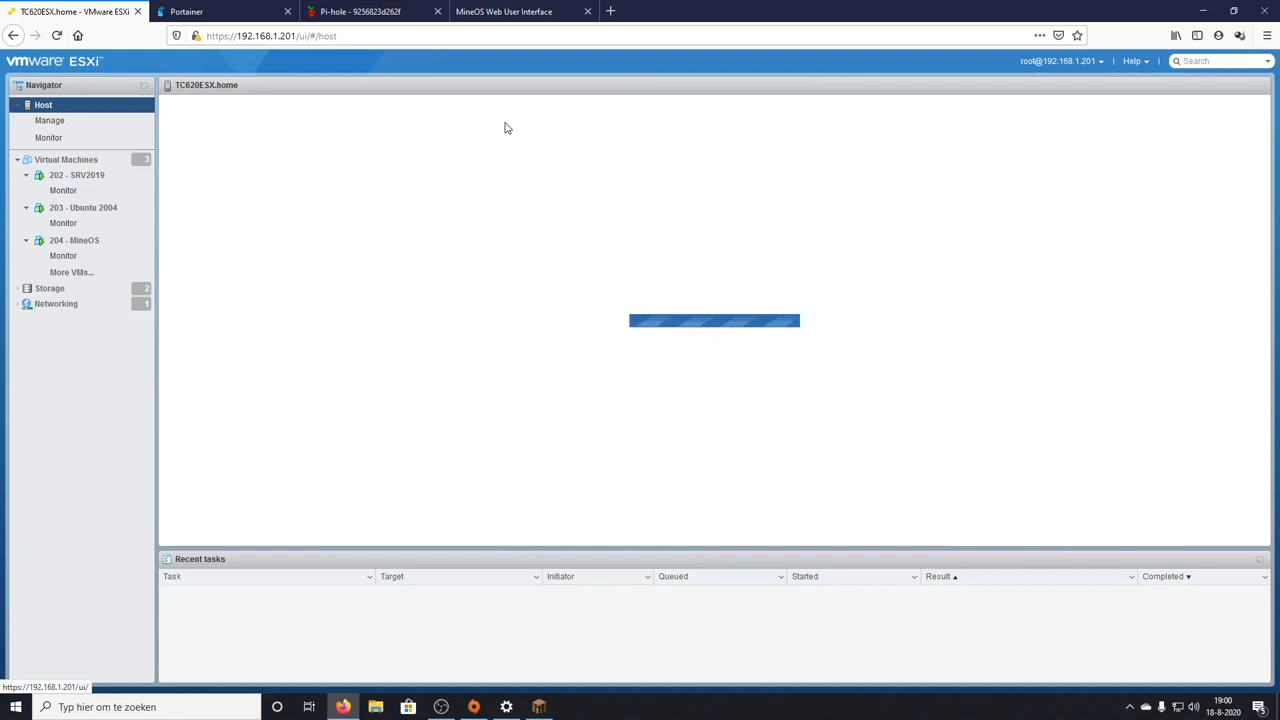 TC620ESX.home - VMware ESXi
Portainer
Pi-hole - 9256823d262f
MineOS Web User Interface
https://192.168.1.201/ui/#/host
vmware ESXi
root@192.168.1.201
Help
Search
Navigator
TC620ESX.home
Host
Manage
Monitor
Virtual Machines
3
202 - SRV2019
Monitor
203 - Ubuntu 2004
Monitor
204 - MineOS
Monitor
More VMs...
Storage
2
Networking
1
Recent tasks
Task
Target
Initiator
Queued
Started
Result
Completed
https://192.168.1.201/ui/
Typ hier om te zoeken
19:00
18-8-2020
5